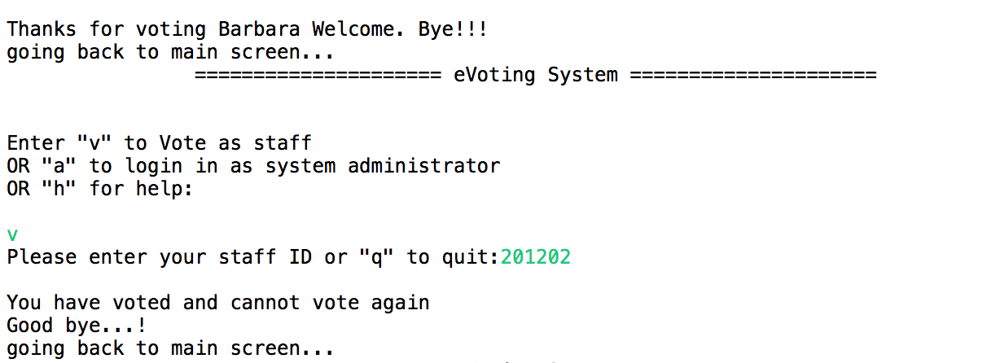 Thanks for voting Barbara Welcome. Bye!!!
going back to main screen...
===================== eVoting System =====================
Enter "v" to Vote as staff
OR "a" to login in as system administrator
OR "h" for help:
v
Please enter your staff ID or "q" to quit:201202
You have voted and cannot vote again
Good bye...!
going back to main screen...